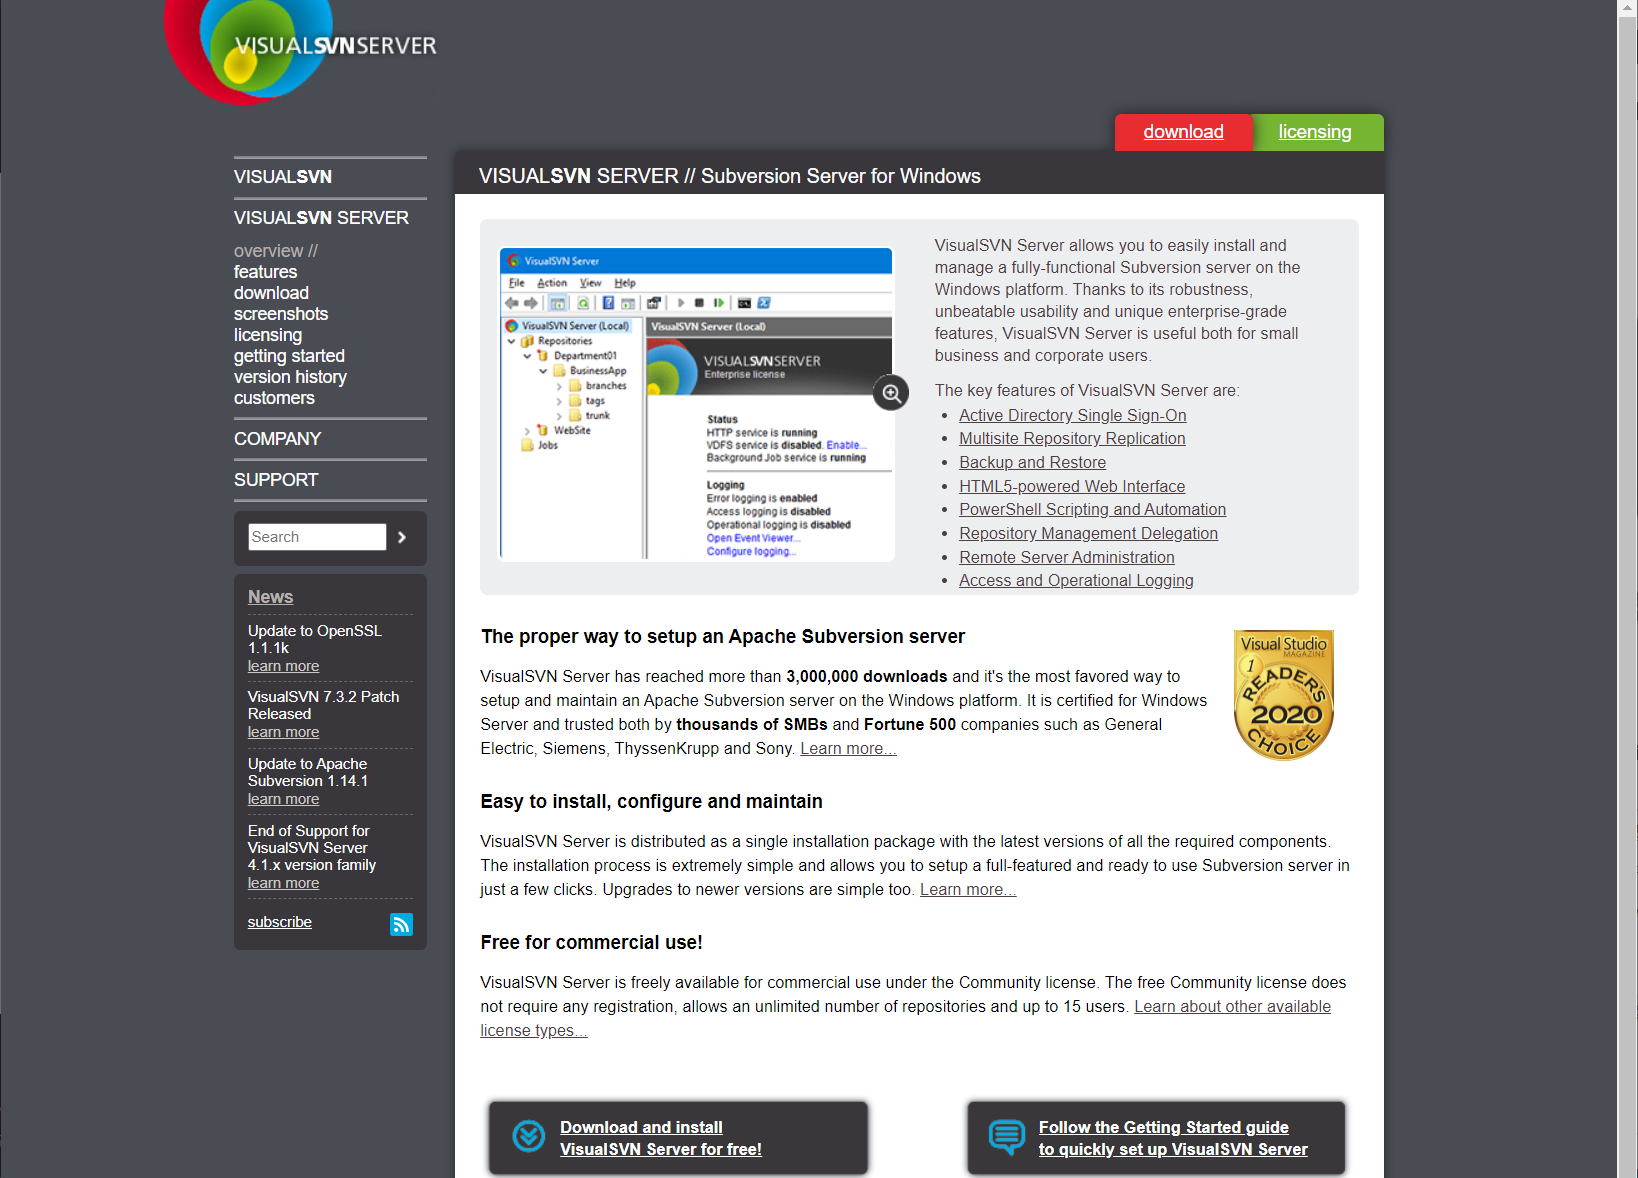 VISUALSVNSERVER
download
licensing
VISUALSVN
VISUALSVN SERVER
overview //
features
download
screenshots
licensing
getting started
version history
customers
COMPANY
SUPPORT
Search
News
Update to OpenSSL
1.1.1k
learn more
VisualSVN 7.3.2 Patch
Released
learn more
Update to Apache
Subversion 1.14.1
learn more
End of Support for
VisualSVN Server
4.1.x version family
learn more
subscribe
VISUALSVN SERVER // Subversion Server for Windows
VisualSVN Server
File Action View Help
VisualSVN Server (Local)
Repositories
Department01
BusinessApp
branches
tags
trunk
WebSite
Jobs
VisualSVN Server (Local)
VISUALSVNSERVER
Enterprise license
Status
HTTP service is running
VDFS service is disabled. Enable...
Background Job service is running
Logging
Error logging is enabled
Access logging is disabled
Operational logging is disabled
Open Event Viewer...
Configure logging...
VisualSVN Server allows you to easily install and
manage a fully-functional Subversion server on the
Windows platform. Thanks to its robustness,
unbeatable usability and unique enterprise-grade
features, VisualSVN Server is useful both for small
business and corporate users.
The key features of VisualSVN Server are:
• Active Directory Single Sign-On
• Multisite Repository Replication
• Backup and Restore
• HTML5-powered Web Interface
• PowerShell Scripting and Automation
• Repository Management Delegation
• Remote Server Administration
• Access and Operational Logging
The proper way to setup an Apache Subversion server
VisualSVN Server has reached more than 3,000,000 downloads and it's the most favored way to
setup and maintain an Apache Subversion server on the Windows platform. It is certified for Windows
Server and trusted both by thousands of SMBs and Fortune 500 companies such as General
Electric, Siemens, ThyssenKrupp and Sony. Learn more...
Visual Studio
MAGAZINE
1
READER'S
2020
CHOICE
Easy to install, configure and maintain
VisualSVN Server is distributed as a single installation package with the latest versions of all the required components.
The installation process is extremely simple and allows you to setup a full-featured and ready to use Subversion server in
just a few clicks. Upgrades to newer versions are simple too. Learn more...
Free for commercial use!
VisualSVN Server is freely available for commercial use under the Community license. The free Community license does
not require any registration, allows an unlimited number of repositories and up to 15 users. Learn about other available
license types...
Download and install
VisualSVN Server for free!
Follow the Getting Started guide
to quickly set up VisualSVN Server